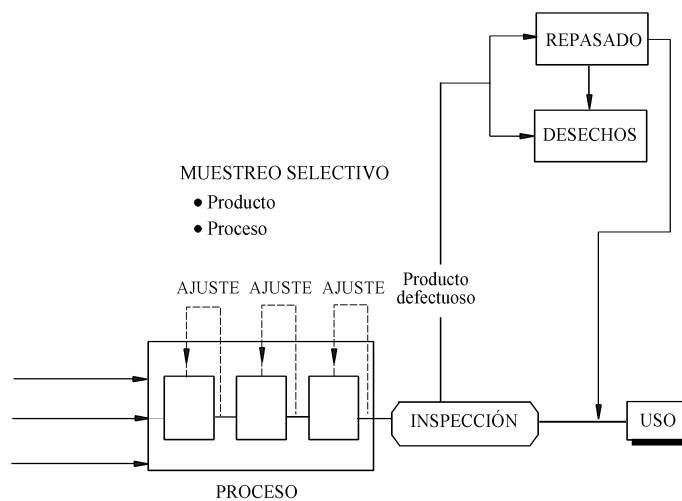 REPASADO
DESECHOS
MUESTREO SELECTIVO
● Producto
● Proceso
AJUSTE AJUSTE AJUSTE
Producto
defectuoso
INSPECCIÓN
USO
PROCESO